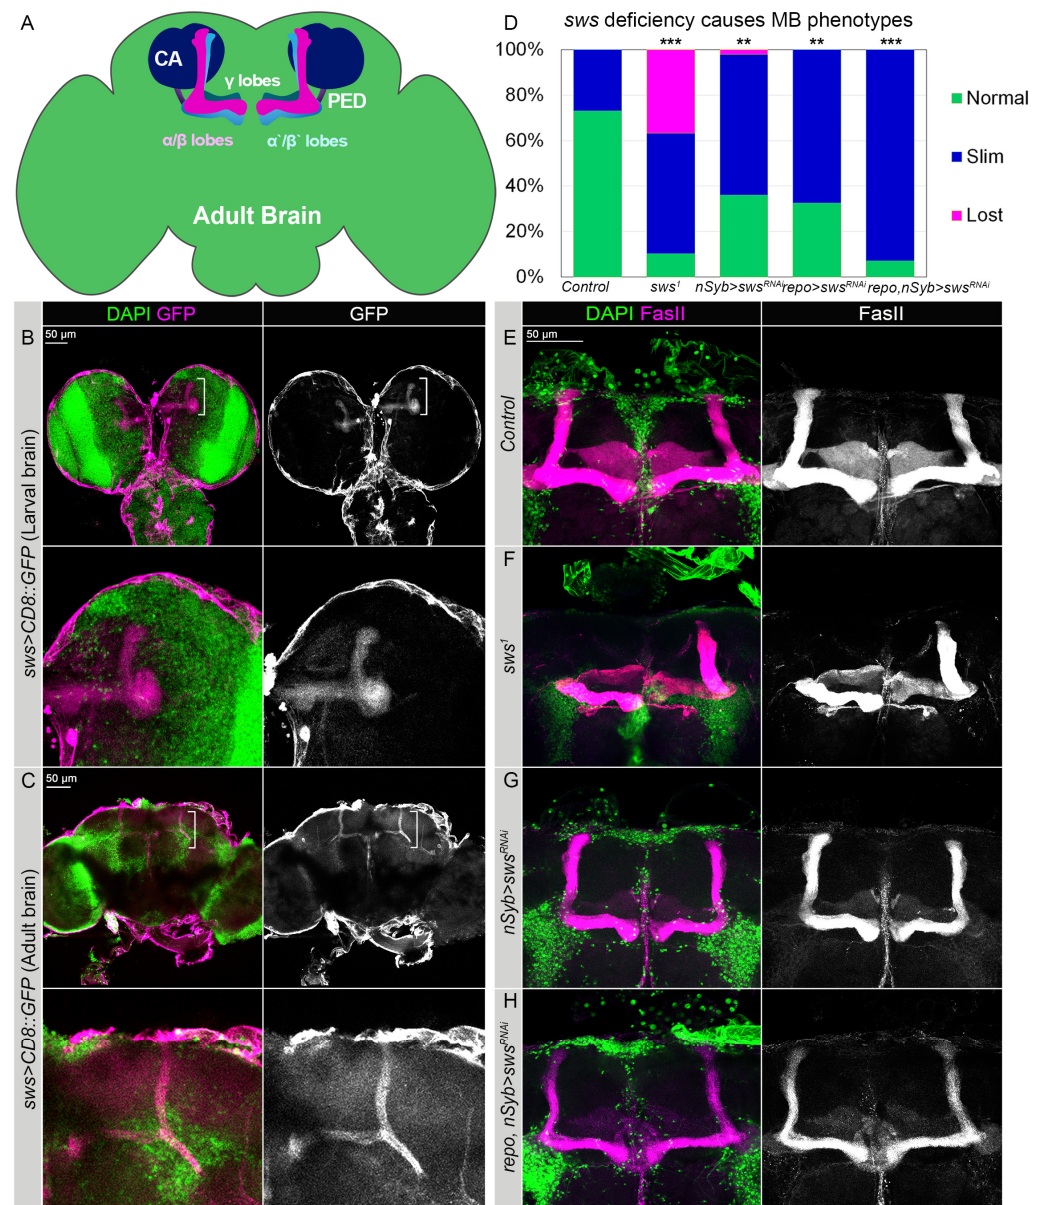 A
CA
γ lobes
PED
α/β lobes
α`/β` lobes
Adult Brain
D
sws deficiency causes MB phenotypes
*** ** ** ***
100%
80%
60%
40%
20%
0%
Control
sws1
nSyb>swsRNAi
repo>swsRNAi
repo,nSyb>swsRNAi
Normal
Slim
Lost
DAPI GFP
GFP
B
50 µm
sws>CD8::GFP (Larval brain)
C
50 µm
sws>CD8::GFP (Adult brain)
DAPI FasII
FasII
E
50 µm
Control
F
sws1
G
nSyb>swsRNAi
H
repo, nSyb>swsRNAi